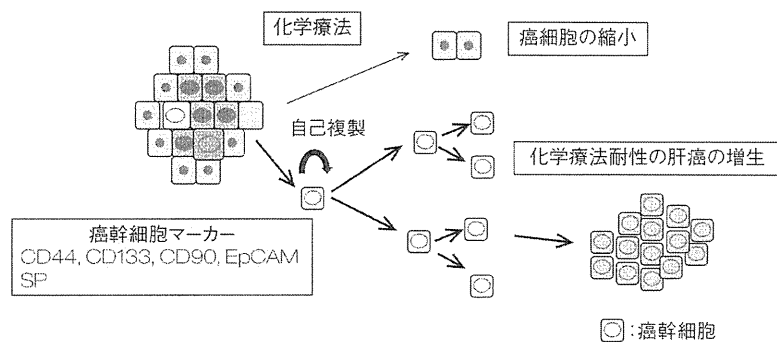 化学療法
癌細胞の縮小
自己複製
化学療法耐性の肝癌の増生
癌幹細胞マーカー
CD44, CD133, CD90, EpCAM
SP
:癌幹細胞